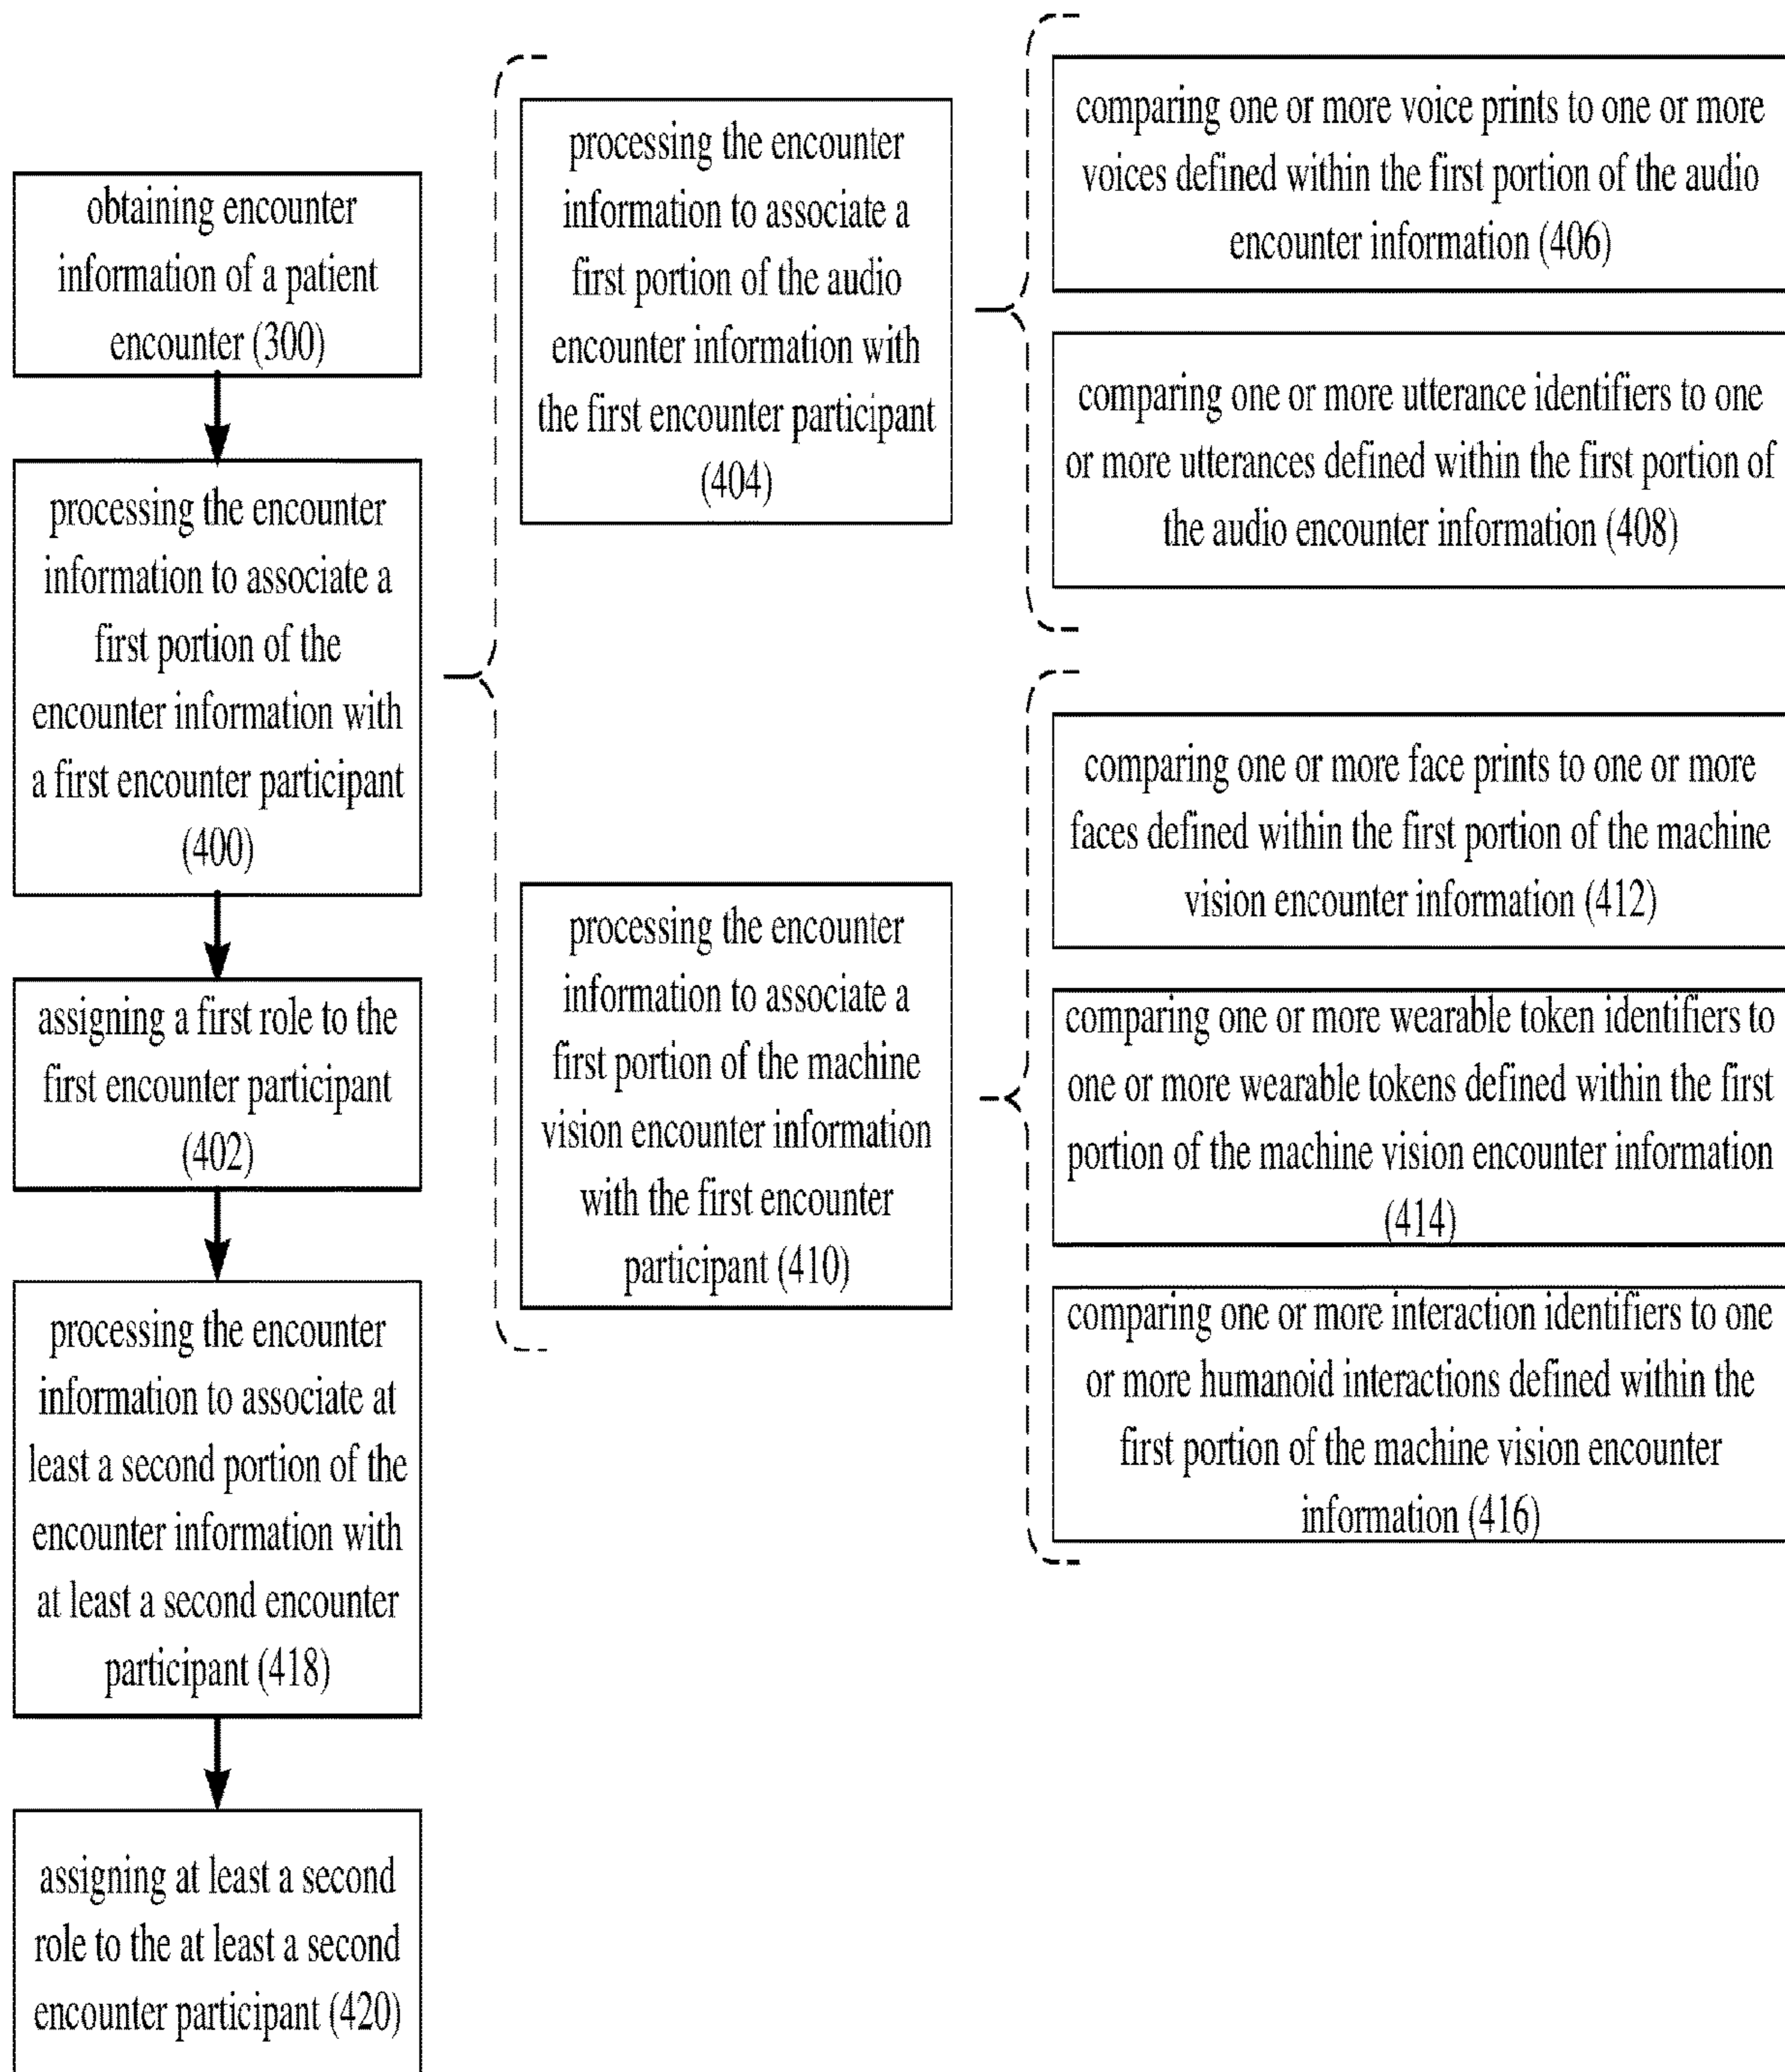 obtaining encounter
information of a patient
encounter (300)
processing the encounter
information to associate a
first portion of the
encounter information with
a first encounter participant
(400)
assigning a first role to the
first encounter participant
(402)
processing the encounter
information to associate at
least a second portion of the
encounter information with
at least a second encounter
participant (418)
assigning at least a second
role to the at least a second
encounter participant (420)
processing the encounter
information to associate a
first portion of the audio
encounter information with
the first encounter participant
(404)
processing the encounter
information to associate a
first portion of the machine
vision encounter information
with the first encounter
participant (410)
comparing one or more voice prints to one or more
voices defined within the first portion of the audio
encounter information (406)
comparing one or more utterance identifiers to one
or more utterances defined within the first portion of
the audio encounter information (408)
comparing one or more face prints to one or more
faces defined within the first portion of the machine
vision encounter information (412)
comparing one or more wearable token identifiers to
one or more wearable tokens defined within the first
portion of the machine vision encounter information
(414)
comparing one or more interaction identifiers to one
or more humanoid interactions defined within the
first portion of the machine vision encounter
information (416)